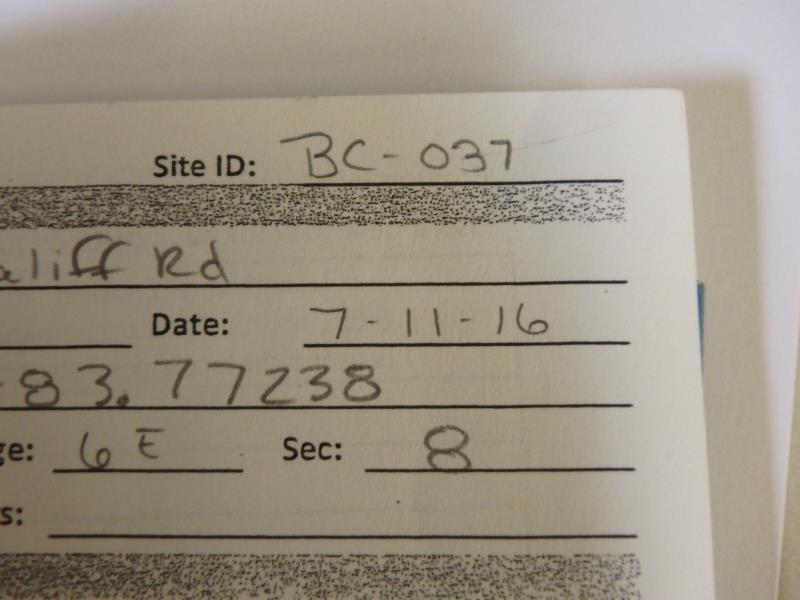 Site ID: BC-037
aliff Rd
Date: 7-11-16
-83.77238
ge: 6E Sec: 8
s: